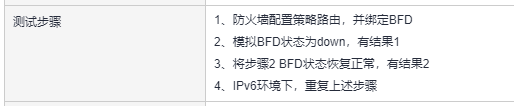 测试步骤
1、防火墙配置策略路由，并绑定BFD
2、模拟BFD状态为down，有结果1
3、将步骤2 BFD状态恢复正常，有结果2
4、IPv6环境下，重复上述步骤